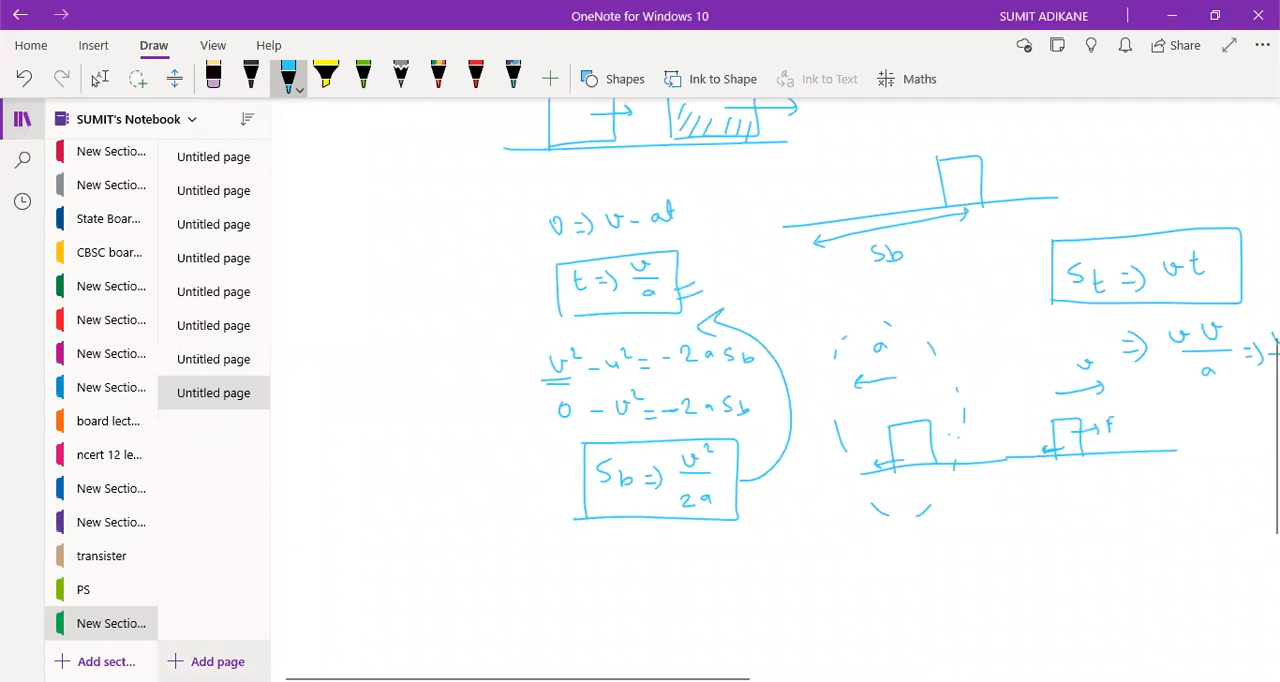 OneNote for Windows 10
SUMIT ADIKANE
Home Insert Draw View Help
Share
Shapes Ink to Shape Ink to Text Maths
SUMIT's Notebook
New Sectio...
New Sectio...
State Boar...
CBSC boar...
New Sectio...
New Sectio...
New Sectio...
New Sectio...
board lect...
ncert 12 le...
New Sectio...
New Sectio...
transister
PS
New Sectio...
Add sect...
Untitled page
Untitled page
Untitled page
Untitled page
Untitled page
Untitled page
Untitled page
Untitled page
Add page
0 => v - at
t => v/a
v² - u² = -2 a Sb
0 - v² = -2 a Sb
Sb => v²/2a
Sb
St => vt
=> v v/a =>
a
v
F